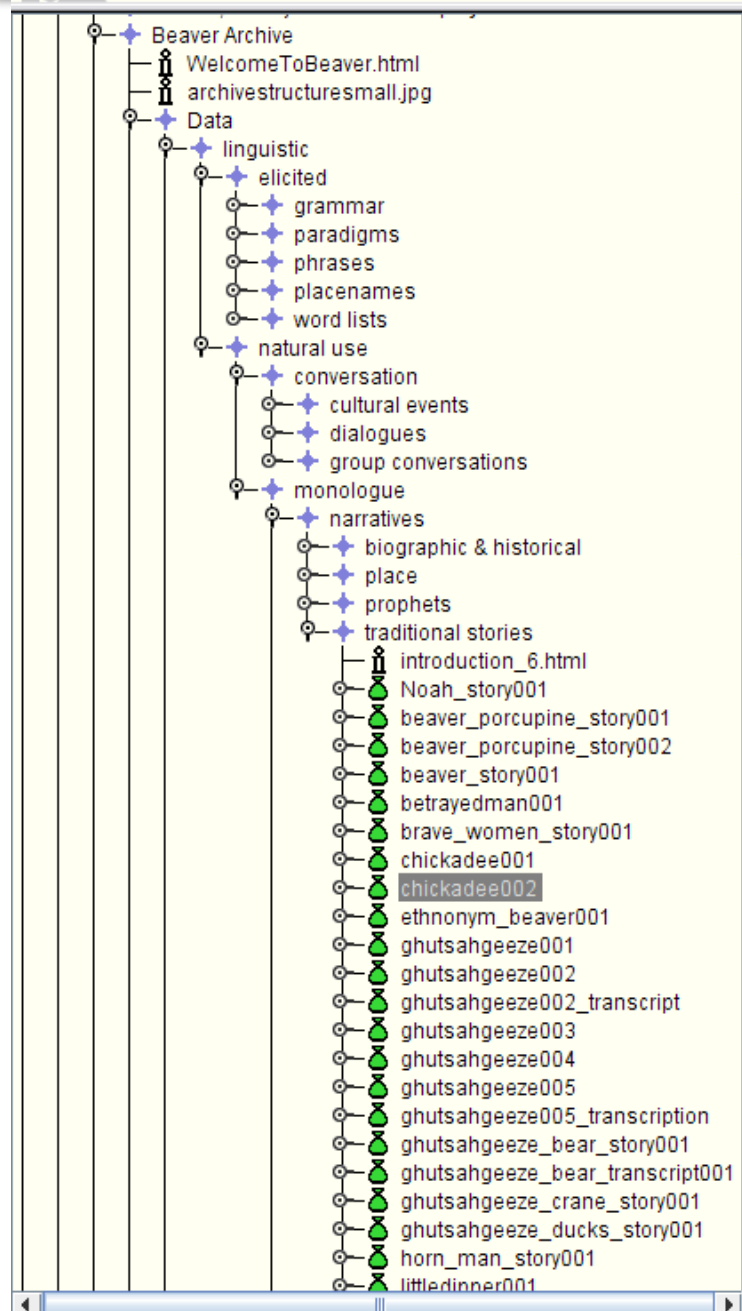 Beaver Archive
WelcomeToBeaver.html
archivestructuresmall.jpg
Data
linguistic
elicited
grammar
paradigms
phrases
placenames
word lists
natural use
conversation
cultural events
dialogues
group conversations
monologue
narratives
biographic & historical
place
prophets
traditional stories
introduction_6.html
Noah_story001
beaver_porcupine_story001
beaver_porcupine_story002
beaver_story001
betrayedman001
brave_women_story001
chickadee001
chickadee002
ethnonym_beaver001
ghutsahgeeze001
ghutsahgeeze002
ghutsahgeeze002_transcript
ghutsahgeeze003
ghutsahgeeze004
ghutsahgeeze005
ghutsahgeeze005_transcription
ghutsahgeeze_bear_story001
ghutsahgeeze_bear_transcript001
ghutsahgeeze_crane_story001
ghutsahgeeze_ducks_story001
horn_man_story001
littledipper001